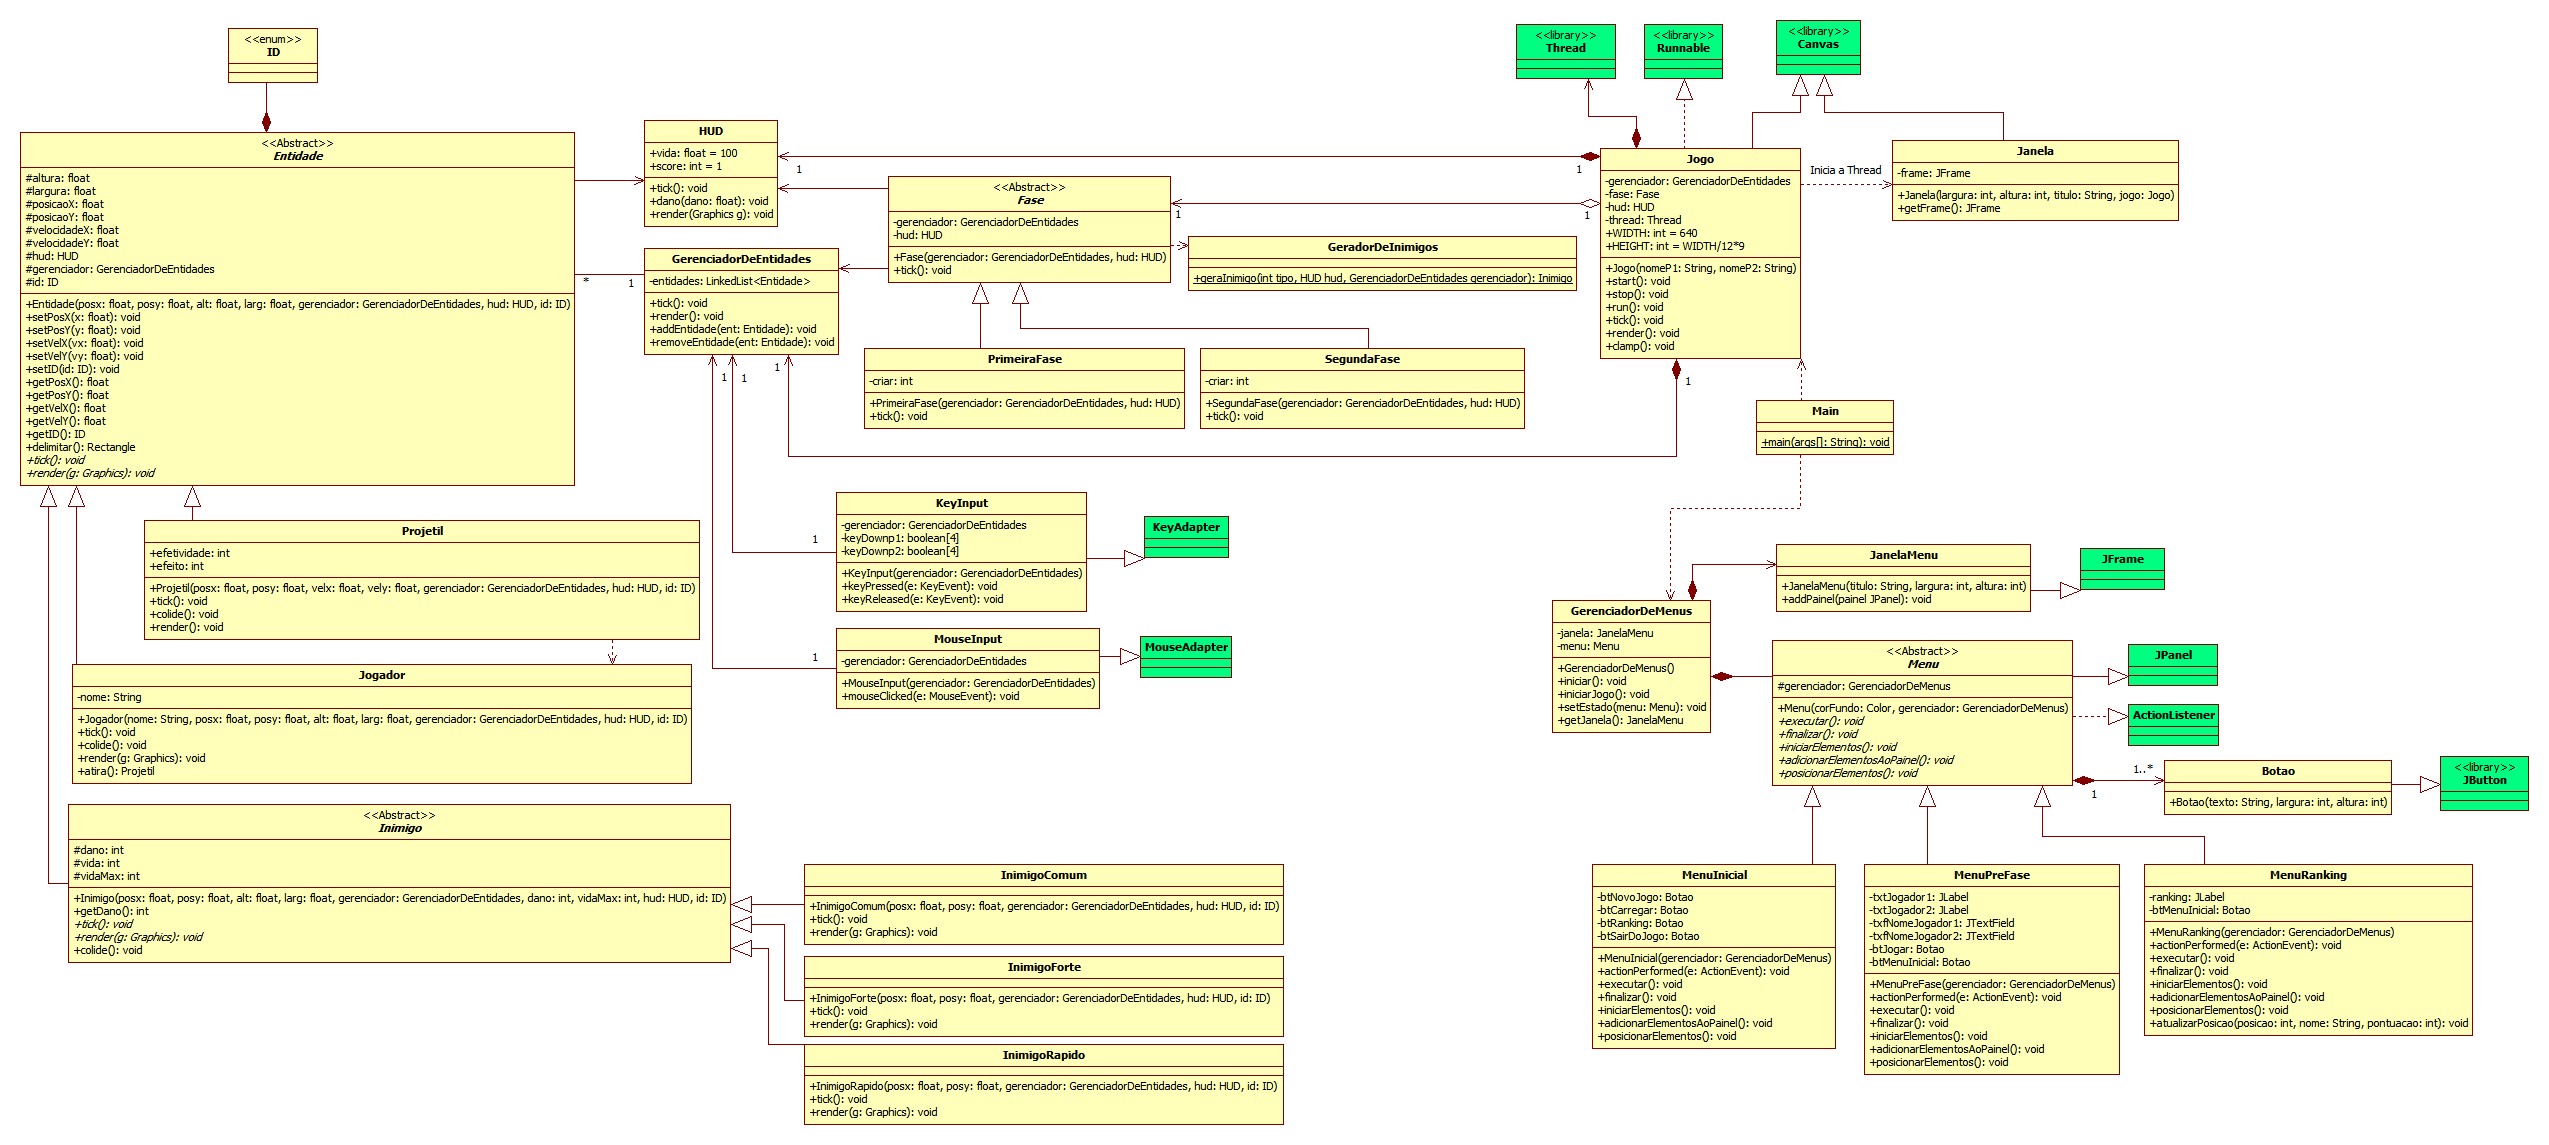 <<enum>>
ID
<<Abstract>>
Entidade
#altura: float
#largura: float
#posicaoX: float
#posicaoY: float
#velocidadeX: float
#velocidadeY: float
#hud: HUD
#gerenciador: GerenciadorDeEntidades
#id: ID
+Entidade(posx: float, posy: float, alt: float, larg: float, gerenciador: GerenciadorDeEntidades, hud: HUD, id: ID)
+setPosX(x: float): void
+setPosY(y: float): void
+setVelX(vx: float): void
+setVelY(vy: float): void
+setID(id: ID): void
+getPosX(): float
+getPosY(): float
+getVelX(): float
+getVelY(): float
+getID(): ID
+delimitar(): Rectangle
+tick(): void
+render(g: Graphics): void
HUD
+vida: float = 100
+score: int = 1
+tick(): void
+dano(dano: float): void
+render(Graphics g): void
1
1
GerenciadorDeEntidades
-entidades: LinkedList<Entidade>
+tick(): void
+render(): void
+addEntidade(ent: Entidade): void
+removeEntidade(ent: Entidade): void
*
1
1
1
1
<<Abstract>>
Fase
-gerenciador: GerenciadorDeEntidades
-hud: HUD
+Fase(gerenciador: GerenciadorDeEntidades, hud: HUD)
+tick(): void
1
1
GeradorDeInimigos
+geraInimigo(int tipo, HUD hud, GerenciadorDeEntidades gerenciador): Inimigo
PrimeiraFase
-criar: int
+PrimeiraFase(gerenciador: GerenciadorDeEntidades, hud: HUD)
+tick(): void
SegundaFase
-criar: int
+SegundaFase(gerenciador: GerenciadorDeEntidades, hud: HUD)
+tick(): void
<<library>>
Thread
<<library>>
Runnable
<<library>>
Canvas
Jogo
-gerenciador: GerenciadorDeEntidades
-fase: Fase
-hud: HUD
-thread: Thread
+WIDTH: int = 640
+HEIGHT: int = WIDTH/12*9
+Jogo(nomeP1: String, nomeP2: String)
+start(): void
+stop(): void
+run(): void
+tick(): void
+render(): void
+clamp(): void
1
Inicia a Thread
Janela
-frame: JFrame
+Janela(largura: int, altura: int, titulo: String, jogo: Jogo)
+getFrame(): JFrame
Main
+main(args[]: String): void
Projetil
+efetividade: int
+efeito: int
+Projetil(posx: float, posy: float, velx: float, vely: float, gerenciador: GerenciadorDeEntidades, hud: HUD, id: ID)
+tick(): void
+colide(): void
+render(): void
Jogador
-nome: String
+Jogador(nome: String, posx: float, posy: float, alt: float, larg: float, gerenciador: GerenciadorDeEntidades, hud: HUD, id: ID)
+tick(): void
+colide(): void
+render(g: Graphics): void
+atira(): Projetil
KeyInput
-gerenciador: GerenciadorDeEntidades
-keyDownp1: boolean[4]
-keyDownp2: boolean[4]
+KeyInput(gerenciador: GerenciadorDeEntidades)
+keyPressed(e: KeyEvent): void
+keyReleased(e: KeyEvent): void
1
KeyAdapter
MouseInput
-gerenciador: GerenciadorDeEntidades
+MouseInput(gerenciador: GerenciadorDeEntidades)
+mouseClicked(e: MouseEvent): void
1
MouseAdapter
GerenciadorDeMenus
-janela: JanelaMenu
-menu: Menu
+GerenciadorDeMenus()
+iniciar(): void
+iniciarJogo(): void
+setEstado(menu: Menu): void
+getJanela(): JanelaMenu
JanelaMenu
+JanelaMenu(titulo: String, largura: int, altura: int)
+addPainel(painel JPanel): void
JFrame
<<Abstract>>
Menu
#gerenciador: GerenciadorDeMenus
+Menu(corFundo: Color, gerenciador: GerenciadorDeMenus)
+executar(): void
+finalizar(): void
+iniciarElementos(): void
+adicionarElementosAoPainel(): void
+posicionarElementos(): void
JPanel
ActionListener
1..*
1
Botao
+Botao(texto: String, largura: int, altura: int)
<<library>>
JButton
<<Abstract>>
Inimigo
#dano: int
#vida: int
#vidaMax: int
+Inimigo(posx: float, posy: float, alt: float, larg: float, gerenciador: GerenciadorDeEntidades, dano: int, vidaMax: int, hud: HUD, id: ID)
+getDano(): int
+tick(): void
+render(g: Graphics): void
+colide(): void
InimigoComum
+InimigoComum(posx: float, posy: float, gerenciador: GerenciadorDeEntidades, hud: HUD, id: ID)
+tick(): void
+render(g: Graphics): void
InimigoForte
+InimigoForte(posx: float, posy: float, gerenciador: GerenciadorDeEntidades, hud: HUD, id: ID)
+tick(): void
+render(g: Graphics): void
InimigoRapido
+InimigoRapido(posx: float, posy: float, gerenciador: GerenciadorDeEntidades, hud: HUD, id: ID)
+tick(): void
+render(g: Graphics): void
MenuInicial
-btNovoJogo: Botao
-btCarregar: Botao
-btRanking: Botao
-btSairDoJogo: Botao
+MenuInicial(gerenciador: GerenciadorDeMenus)
+actionPerformed(e: ActionEvent): void
+executar(): void
+finalizar(): void
+iniciarElementos(): void
+adicionarElementosAoPainel(): void
+posicionarElementos(): void
MenuPreFase
-txtJogador1: JLabel
-txtJogador2: JLabel
-txfNomeJogador1: JTextField
-txfNomeJogador2: JTextField
-btJogar: Botao
-btMenuInicial: Botao
+MenuPreFase(gerenciador: GerenciadorDeMenus)
+actionPerformed(e: ActionEvent): void
+executar(): void
+finalizar(): void
+iniciarElementos(): void
+adicionarElementosAoPainel(): void
+posicionarElementos(): void
MenuRanking
-ranking: JLabel
-btMenuInicial: Botao
+MenuRanking(gerenciador: GerenciadorDeMenus)
+actionPerformed(e: ActionEvent): void
+executar(): void
+finalizar(): void
+iniciarElementos(): void
+adicionarElementosAoPainel(): void
+posicionarElementos(): void
+atualizarPosicao(posicao: int, nome: String, pontuacao: int): void